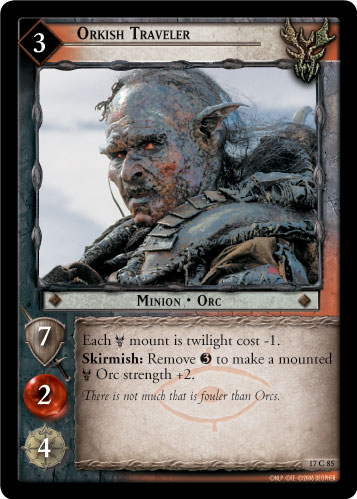 3
Orkish Traveler
Minion • Orc
7
Each mount is twilight cost -1.
Skirmish: Remove 3 to make a mounted
Orc strength +2.
2
There is not much that is fouler than Orcs.
4
17 C 85